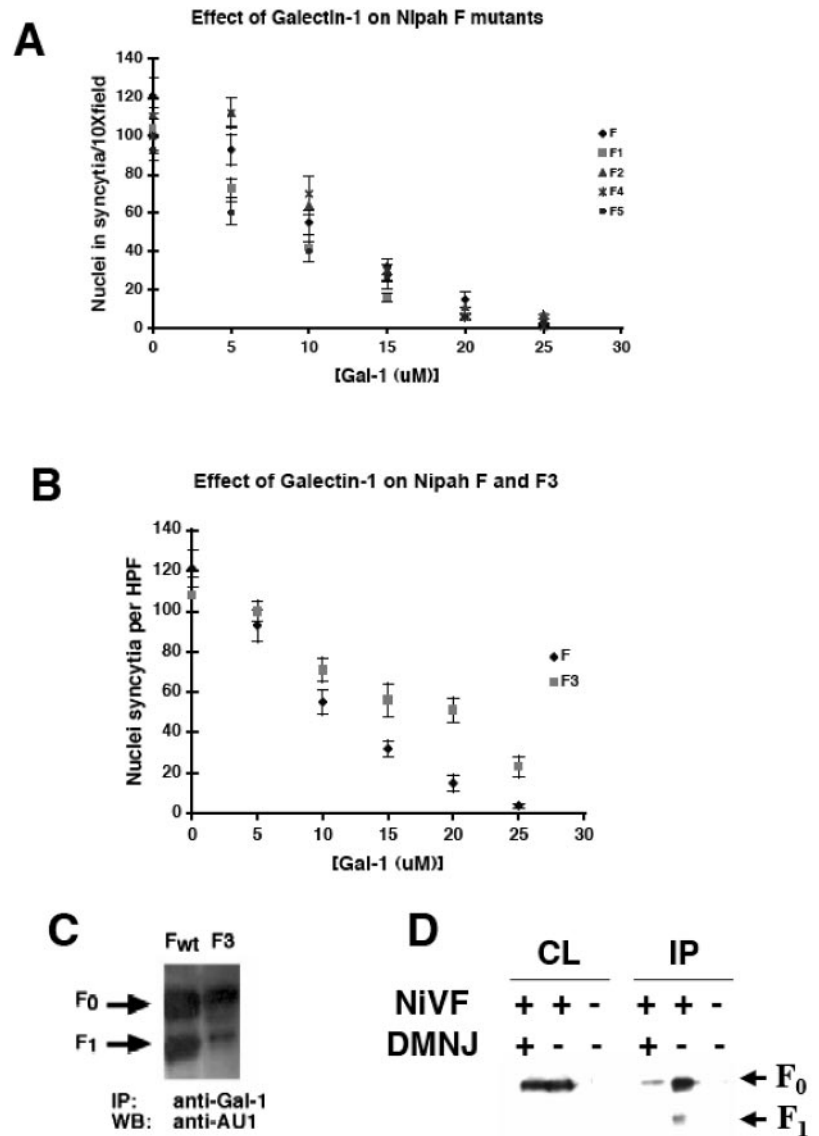 A
Effect of Galectin-1 on Nipah F mutants
Nuclei in syncytia/10Xfield
140
120
100
80
60
40
20
0
0 5 10 15 20 25 30
[Gal-1 (uM)]
F
F1
F2
F4
F5
B
Effect of Galectin-1 on Nipah F and F3
Nuclei syncytia per HPF
140
120
100
80
60
40
20
0
0 5 10 15 20 25 30
[Gal-1 (uM)]
F
F3
C
Fwt F3
F0
F1
IP: anti-Gal-1
WB: anti-AU1
D
CL IP
NiVF + + - + + -
DMNJ + - - + - -
F0
F1